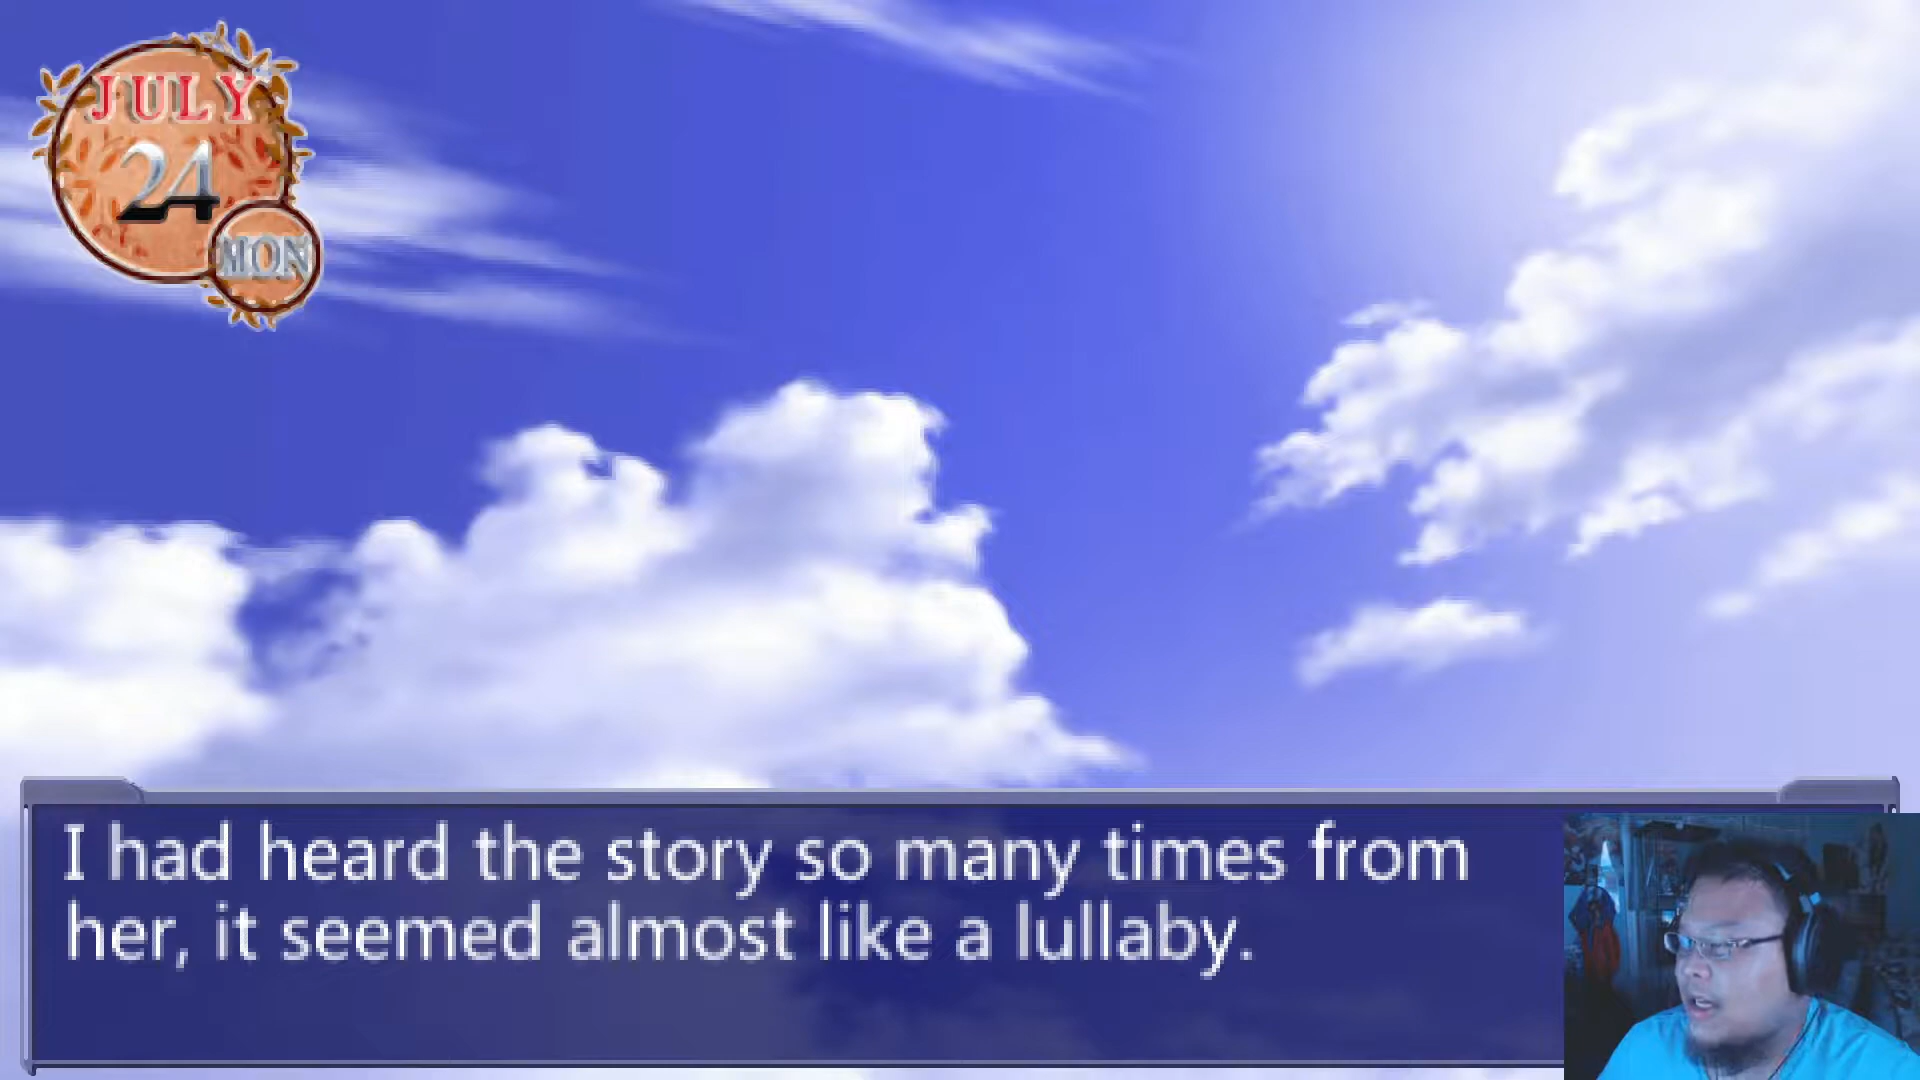 JULY
24
MON
I had heard the story so many times from
her, it seemed almost like a lullaby.